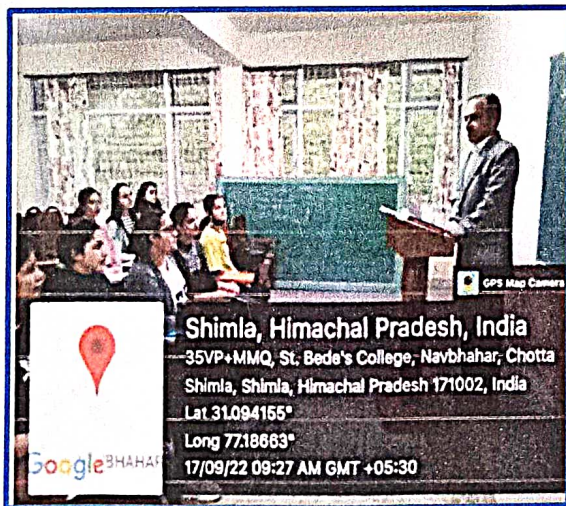 GPS Map Camera
Shimla, Himachal Pradesh, India
35VP+MMQ, St. Bede's College, Navbhahar, Chotta
Shimla, Shimla, Himachal Pradesh 171002, India
Lat 31.094155°
Long 77.18663°
17/09/22 09:27 AM GMT +05:30
Google
BHAHAR